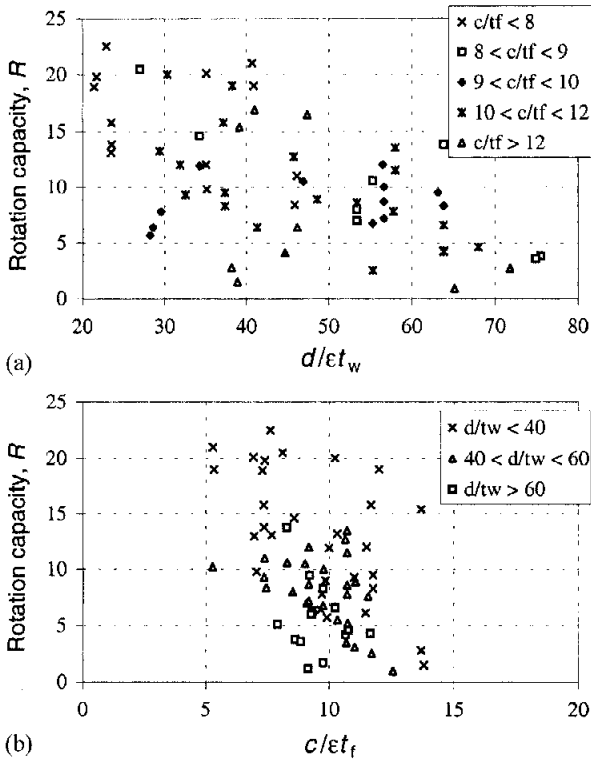 (a)
Rotation capacity, R
25
20
15
10
5
0
20 30 40 50 60 70 80
d/εt_w
× c/tf < 8
□ 8 < c/tf < 9
◆ 9 < c/tf < 10
✱ 10 < c/tf < 12
△ c/tf > 12
(b)
Rotation capacity, R
25
20
15
10
5
0
0 5 10 15 20
c/εt_f
× d/tw < 40
△ 40 < d/tw < 60
□ d/tw > 60